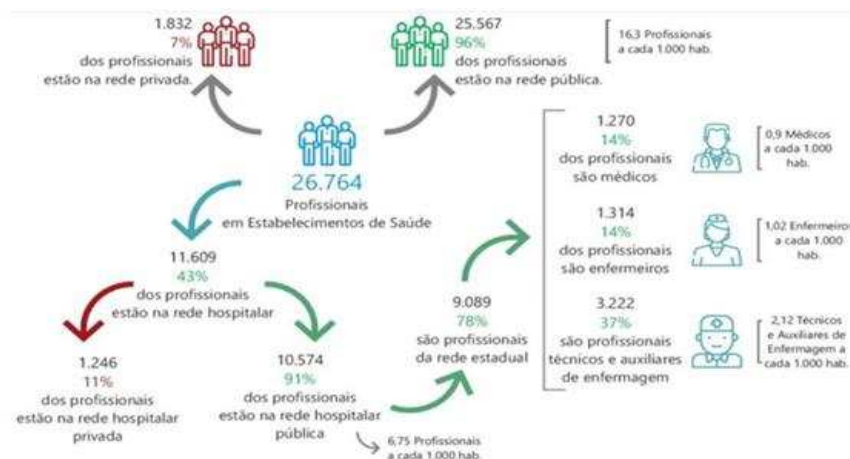 1.832
7%
dos profissionais
estão na rede privada.
25.567
96%
dos profissionais
estão na rede pública.
16,3 Profissionais
a cada 1.000 hab.
26.764
Profissionais
em Estabelecimentos de Saúde
11.609
43%
dos profissionais
estão na rede hospitalar
1.246
11%
dos profissionais
estão na rede hospitalar
privada
10.574
91%
dos profissionais
estão na rede hospitalar
pública
6,75 Profissionais
a cada 1.000 hab.
9.089
78%
são profissionais
da rede estadual
1.270
14%
dos profissionais
são médicos
0,9 Médicos
a cada 1.000
hab.
1.314
14%
dos profissionais
são enfermeiros
1,02 Enfermeiros
a cada 1.000
hab.
3.222
37%
são profissionais
técnicos e auxiliares
de enfermagem
2,12 Técnicos
e Auxiliares de
Enfermagem a
cada 1.000 hab.